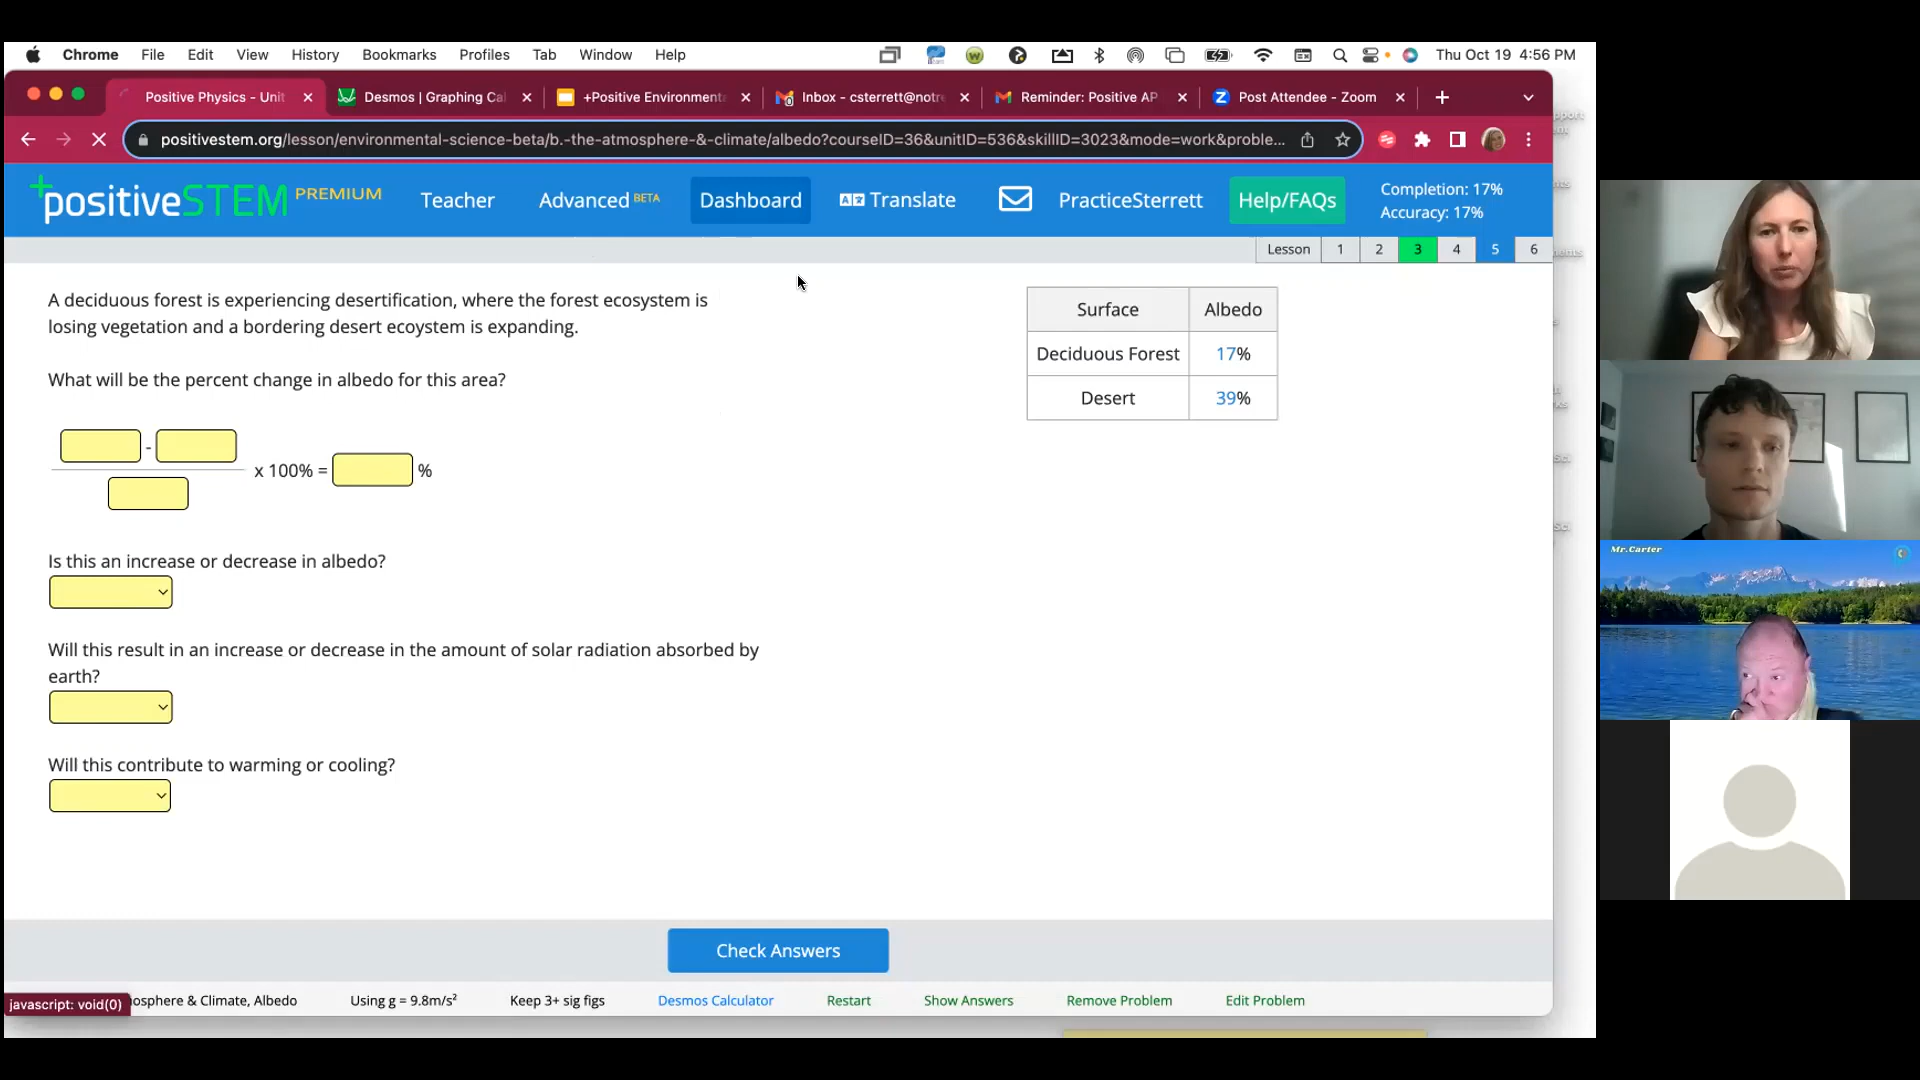 Chrome File Edit View History Bookmarks Profiles Tab Window Help Thu Oct 19 4:56 PM
Positive Physics - Unit Desmos | Graphing Cal +Positive Environment Inbox - csterrett@notr Reminder: Positive AP Post Attendee - Zoom
positivestem.org/lesson/environmental-science-beta/b.-the-atmosphere-&-climate/albedo?courseID=36&unitID=536&skillID=3023&mode=work&proble...
+positiveSTEM PREMIUM Teacher Advanced BETA Dashboard Translate PracticeSterrett Help/FAQs Completion: 17%
Accuracy: 17%
Lesson 1 2 3 4 5 6
A deciduous forest is experiencing desertification, where the forest ecosystem is
losing vegetation and a bordering desert ecoystem is expanding.
What will be the percent change in albedo for this area?
Surface Albedo
Deciduous Forest 17%
Desert 39%
-
x 100% = %
Is this an increase or decrease in albedo?
Will this result in an increase or decrease in the amount of solar radiation absorbed by
earth?
Will this contribute to warming or cooling?
Check Answers
javascript: void(0) osphere & Climate, Albedo Using g = 9.8m/s² Keep 3+ sig figs Desmos Calculator Restart Show Answers Remove Problem Edit Problem
Mr.Carter